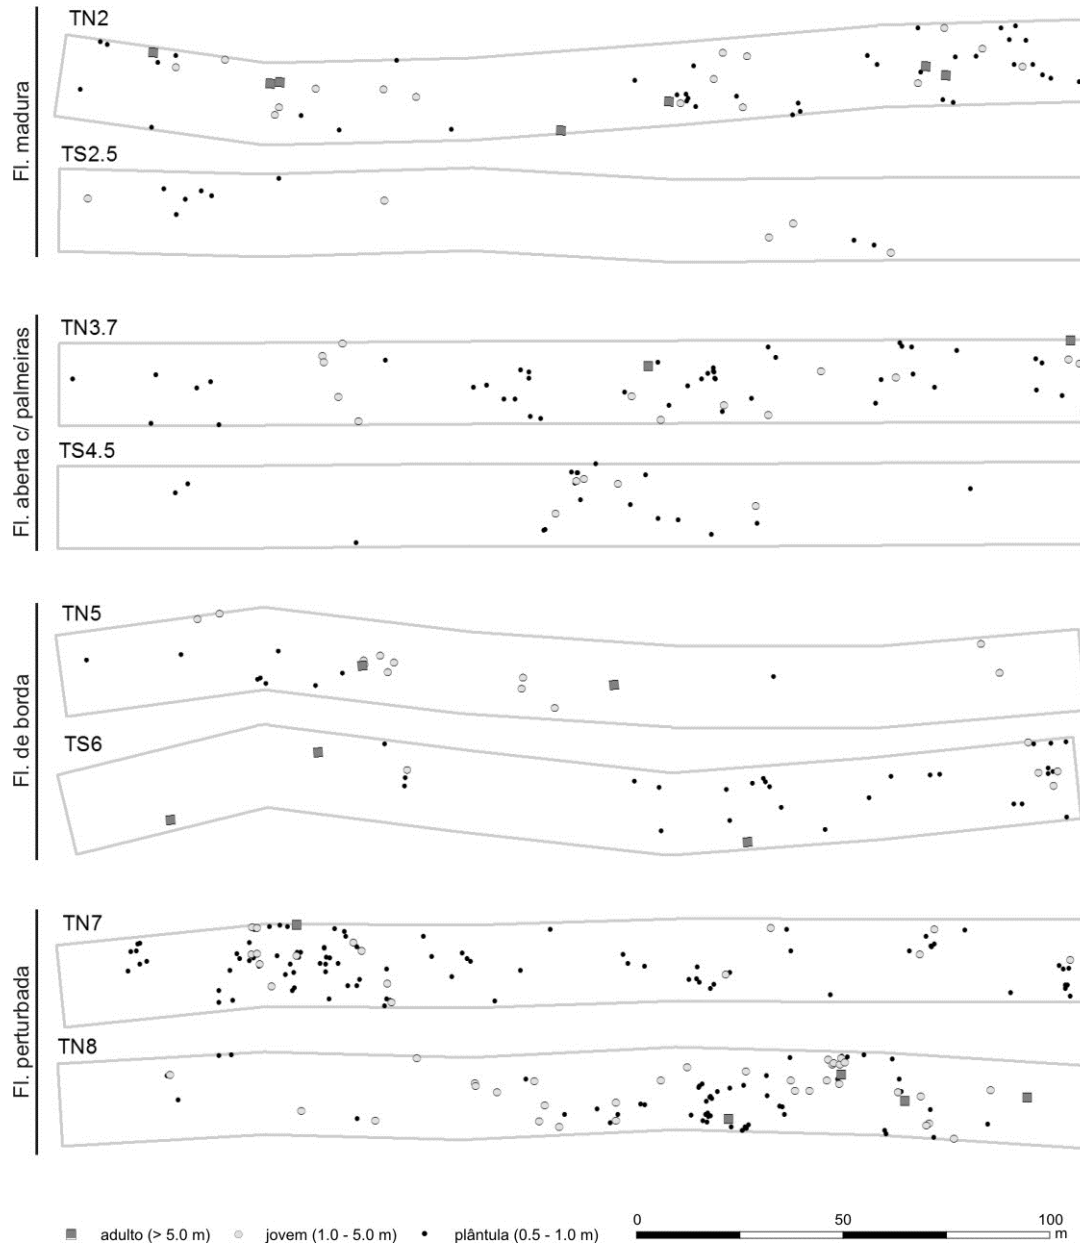 Fl. madura
TN2
TS2.5
Fl. aberta c/ palmeiras
TN3.7
TS4.5
Fl. de borda
TN5
TS6
Fl. perturbada
TN7
TN8
adulto (> 5.0 m) jovem (1.0 - 5.0 m) plântula (0.5 - 1.0 m)
0 50 100
m